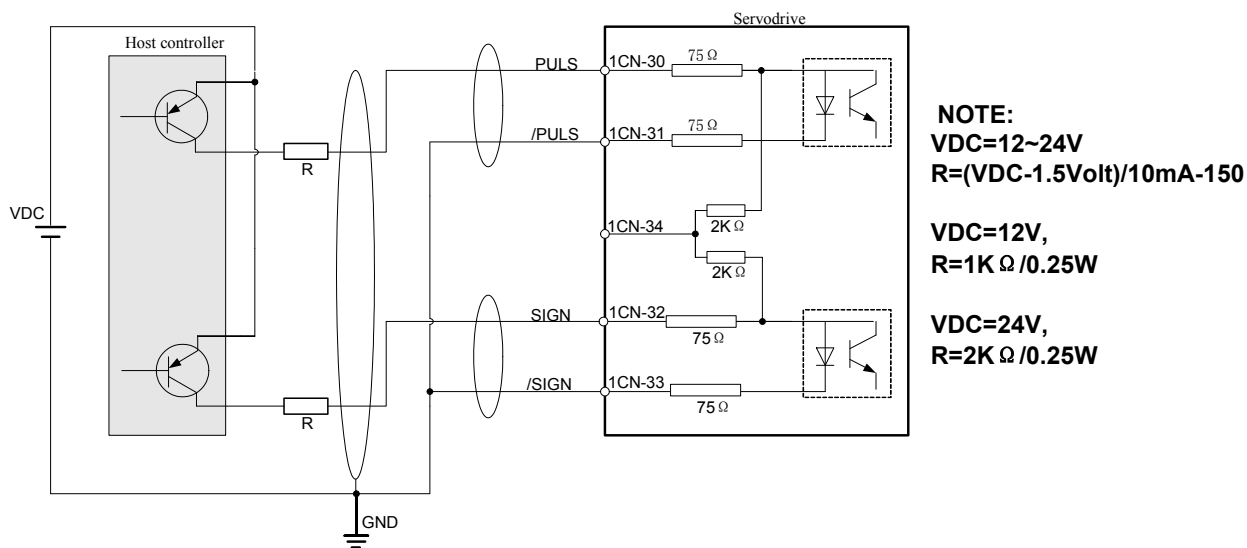 Servodrive
Host controller
PULS
1CN-30
75Ω
/PULS
1CN-31
75Ω
R
VDC
1CN-34
2KΩ
2KΩ
SIGN
1CN-32
75Ω
/SIGN
1CN-33
75Ω
R
GND
NOTE:
VDC=12~24V
R=(VDC-1.5Volt)/10mA-150
VDC=12V,
R=1KΩ/0.25W
VDC=24V,
R=2KΩ/0.25W